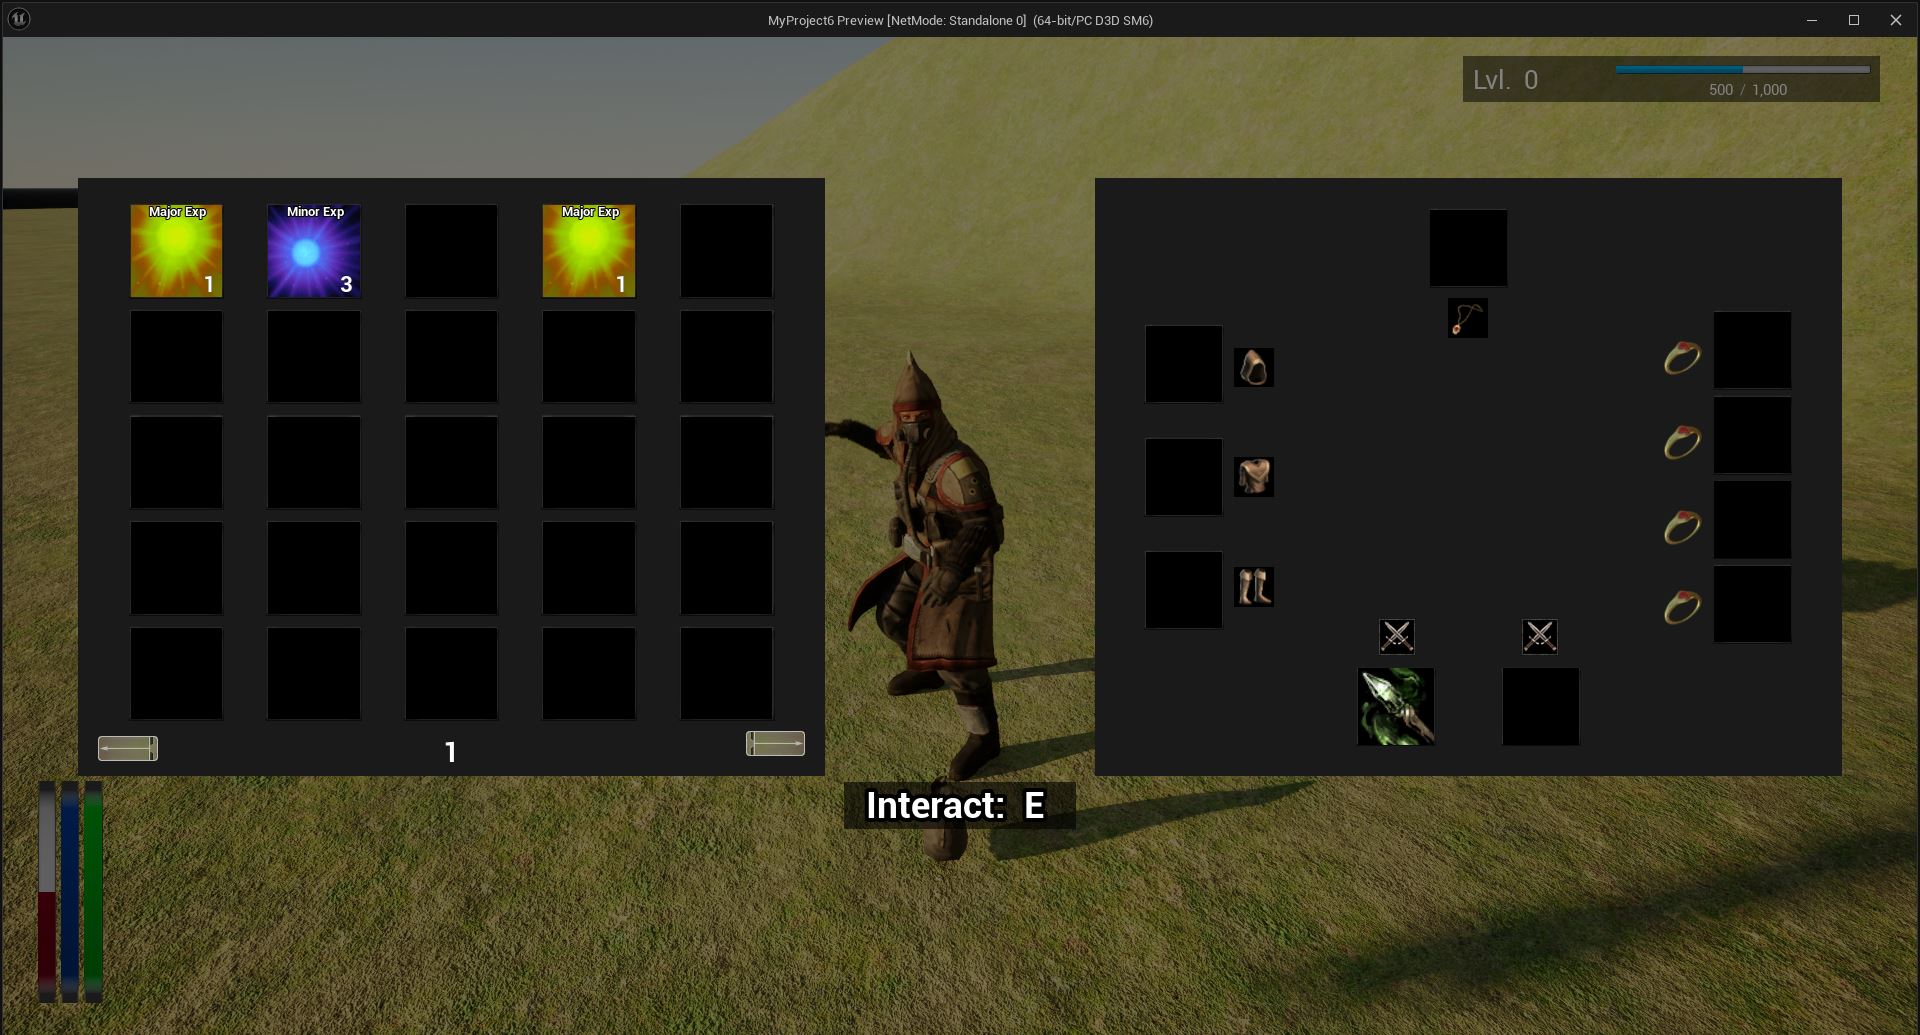 MyProject6 Preview [NetMode: Standalone 0] (64-bit/PC D3D SM6)
Lvl. 0
500 / 1,000
Major Exp
1
Minor Exp
3
Major Exp
1
1
Interact: E